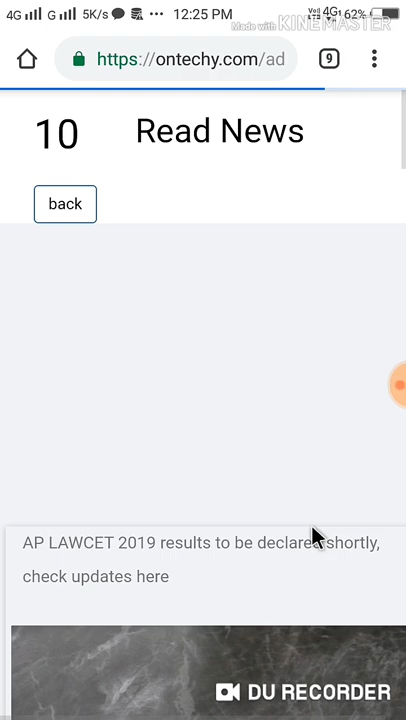 4G G 5K/s ... 12:25 PM 4G 62%
Made with KINEMASTER
https://ontechy.com/ad 9
10 Read News
back
AP LAWCET 2019 results to be declared shortly,
check updates here
DU RECORDER